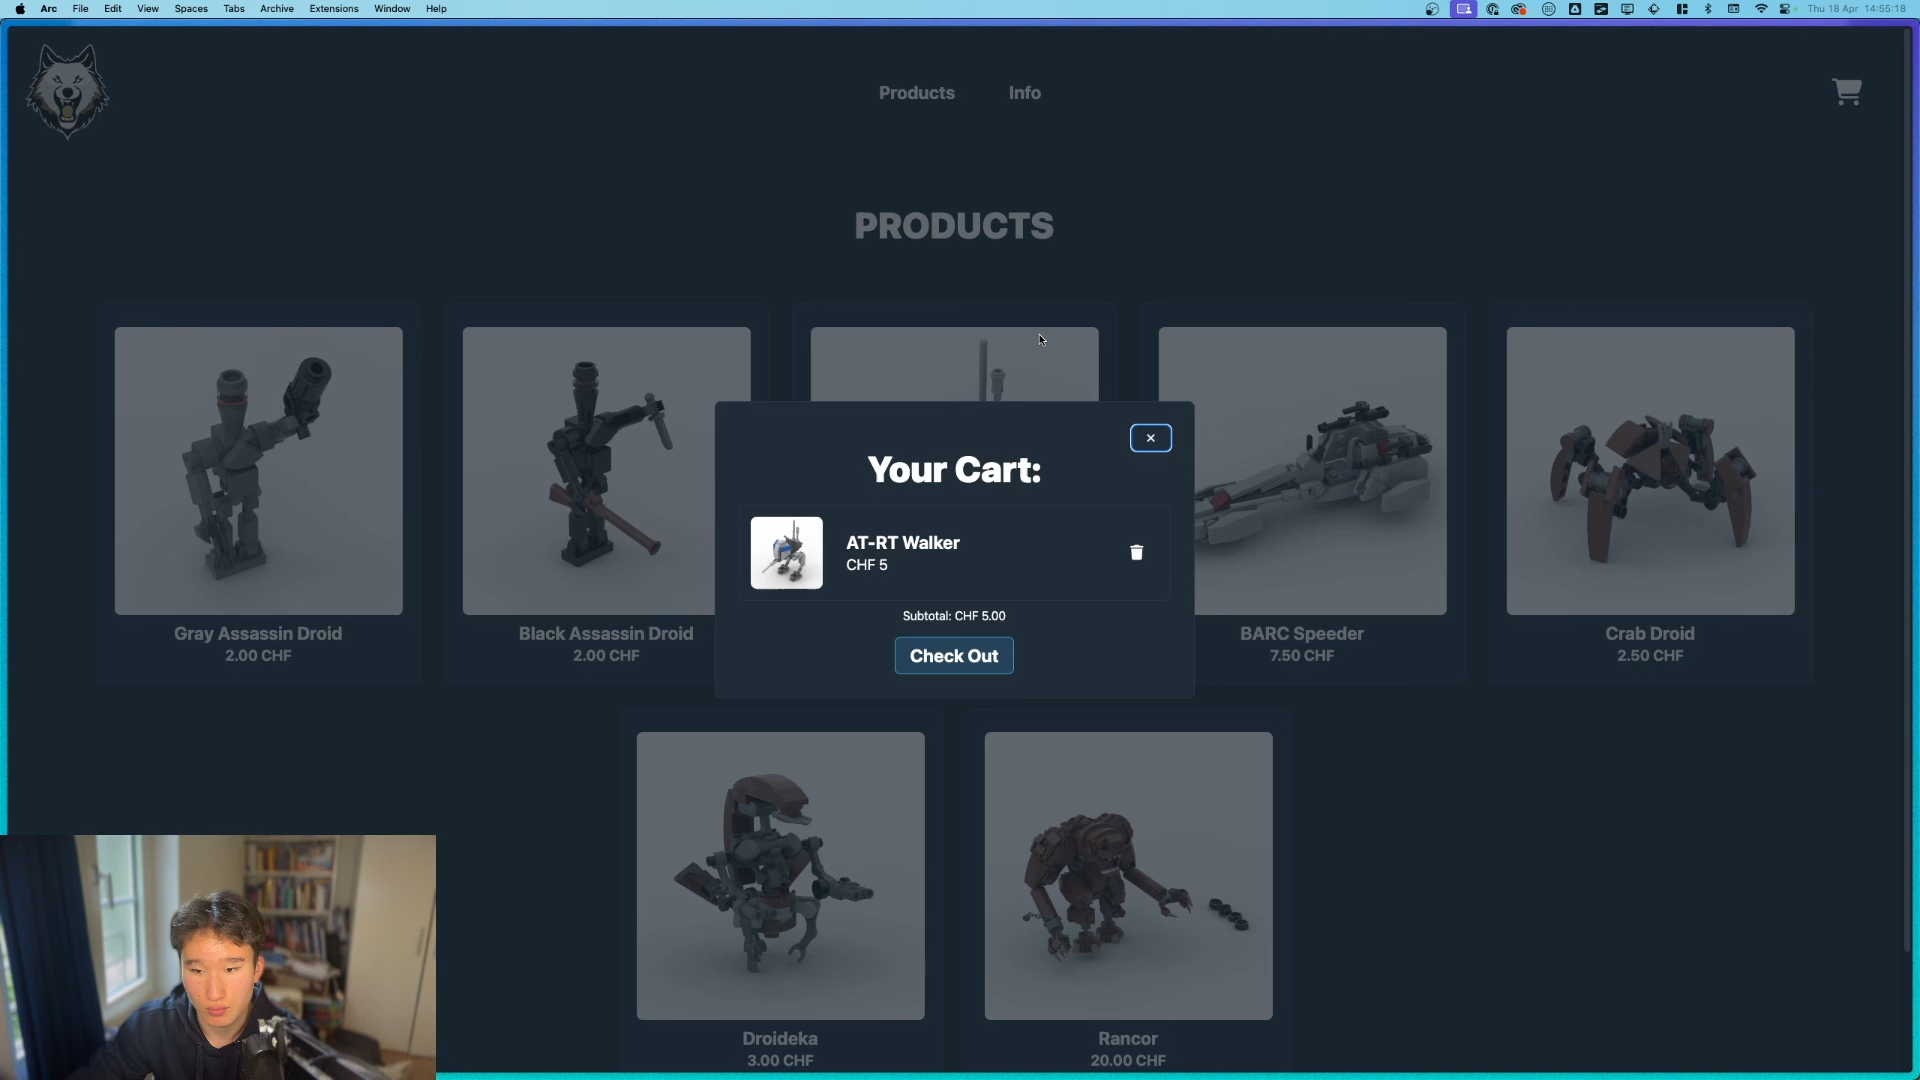 Arc File Edit View Spaces Tabs Archive Extensions Window Help Thu 18 Apr 14:55:18
Products Info
PRODUCTS
Your Cart:
AT-RT Walker
CHF 5
Subtotal: CHF 5.00
Check Out
Gray Assassin Droid
2.00 CHF
Black Assassin Droid
2.00 CHF
BARC Speeder
7.50 CHF
Crab Droid
2.50 CHF
Droideka
3.00 CHF
Rancor
20.00 CHF